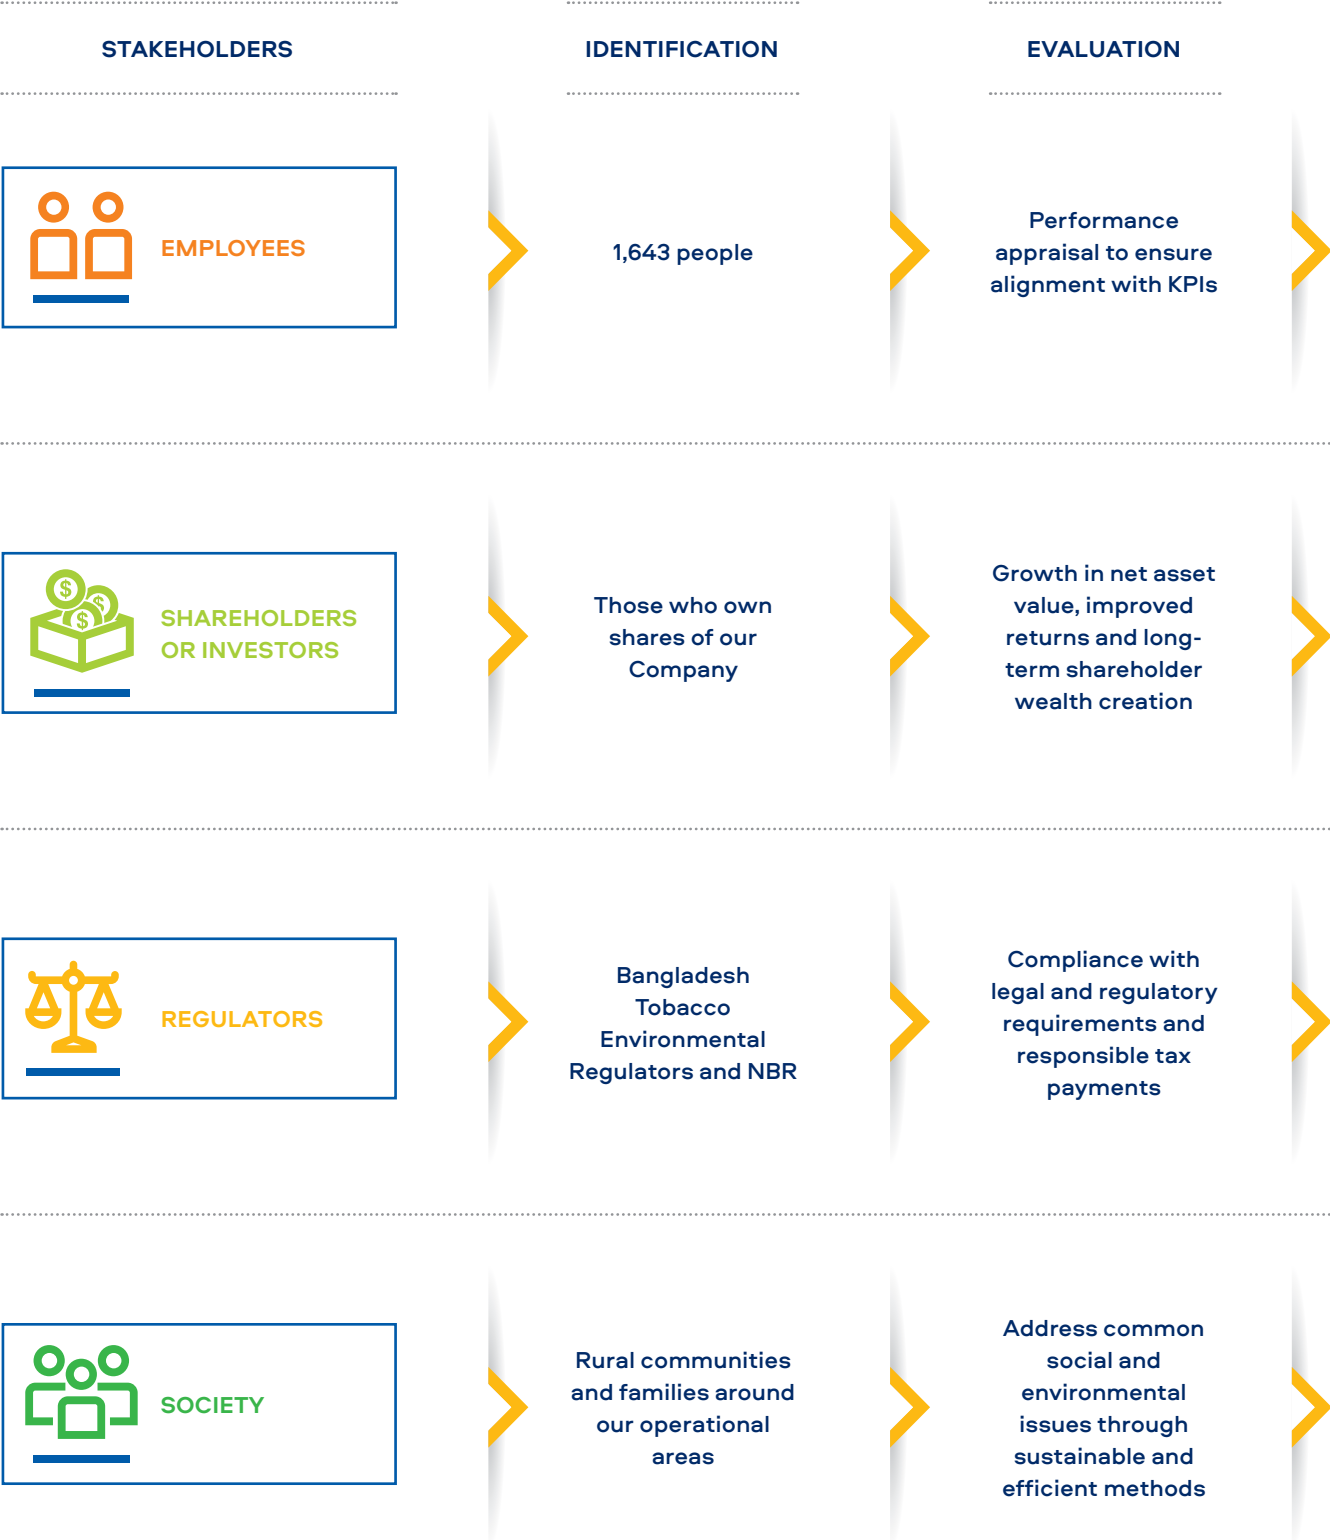 STAKEHOLDERS
IDENTIFICATION
EVALUATION
EMPLOYEES
1,643 people
Performance
appraisal to ensure
alignment with KPIs
$
$
$
SHAREHOLDERS
OR INVESTORS
Those who own
shares of our
Company
Growth in net asset
value, improved
returns and long-
term shareholder
wealth creation
REGULATORS
Bangladesh
Tobacco
Environmental
Regulators and NBR
Compliance with
legal and regulatory
requirements and
responsible tax
payments
SOCIETY
Rural communities
and families around
our operational
areas
Address common
social and
environmental
issues through
sustainable and
efficient methods